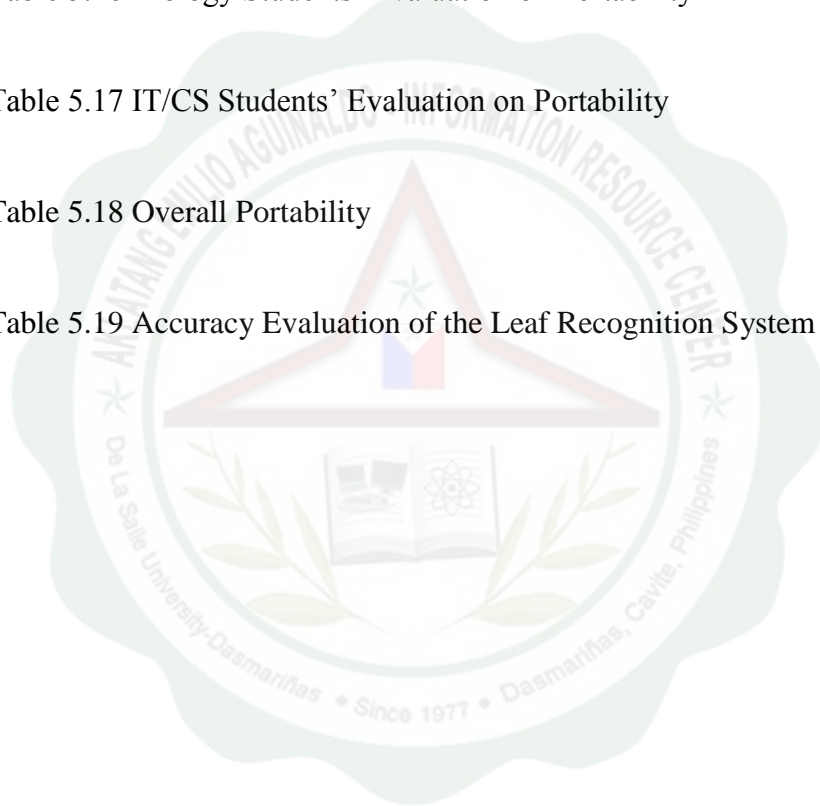 Table 5.17 IT/CS Students’ Evaluation on Portability
Table 5.18 Overall Portability
Table 5.19 Accuracy Evaluation of the Leaf Recognition System
AKLATANG EMILIO AGUINALDO - INFORMATION RESOURCE CENTER
De La Salle University-Dasmariñas • Since 1977 • Dasmariñas, Cavite, Philippines